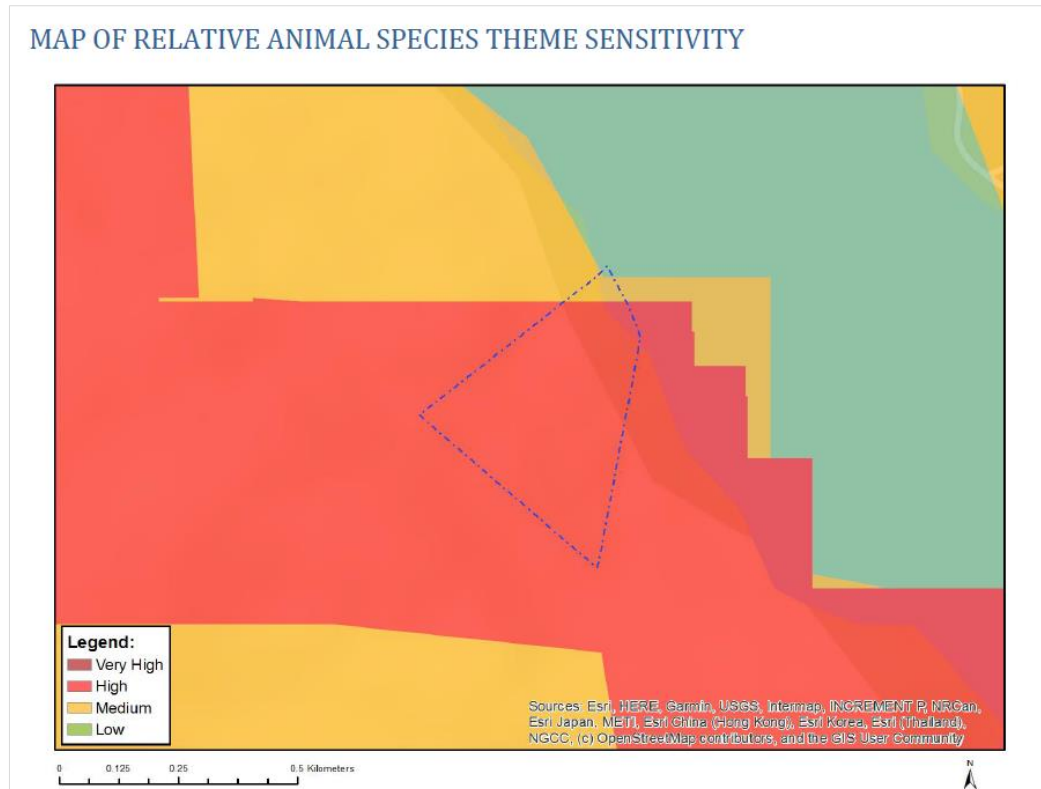 MAP OF RELATIVE ANIMAL SPECIES THEME SENSITIVITY
Legend:
Very High
High
Medium
Low
Sources: Esri, HERE, Garmin, USGS, Intermap, INCREMENT P, NRCan,
Esri Japan, METI, Esri China (Hong Kong), Esri Korea, Esri (Thailand),
NGCC, (c) OpenStreetMap contributors, and the GIS User Community
0 0.125 0.25 0.5 Kilometers
N